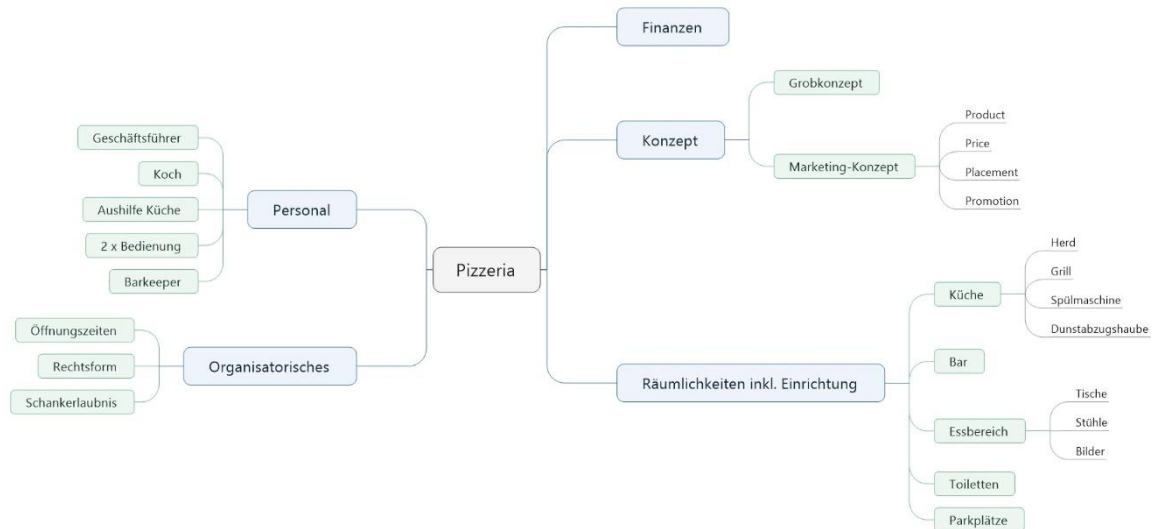 Pizzeria
Finanzen
Konzept
Grobkonzept
Marketing-Konzept
Product
Price
Placement
Promotion
Räumlichkeiten inkl. Einrichtung
Küche
Herd
Grill
Spülmaschine
Dunstabzugshaube
Bar
Essbereich
Tische
Stühle
Bilder
Toiletten
Parkplätze
Personal
Geschäftsführer
Koch
Aushilfe Küche
2 x Bedienung
Barkeeper
Organisatorisches
Öffnungszeiten
Rechtsform
Schankerlaubnis